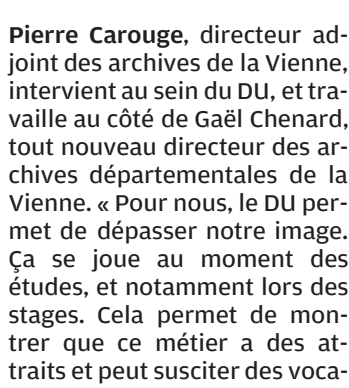 Pierre Carouge, directeur ad-
joint des archives de la Vienne,
intervient au sein du DU, et tra-
vaille au côté de Gaël Chenard,
tout nouveau directeur des ar-
chives départementales de la
Vienne. « Pour nous, le DU per-
met de dépasser notre image.
Ça se joue au moment des
études, et notamment lors des
stages. Cela permet de mon-
trer que ce métier a des at-
traits et peut susciter des voca-